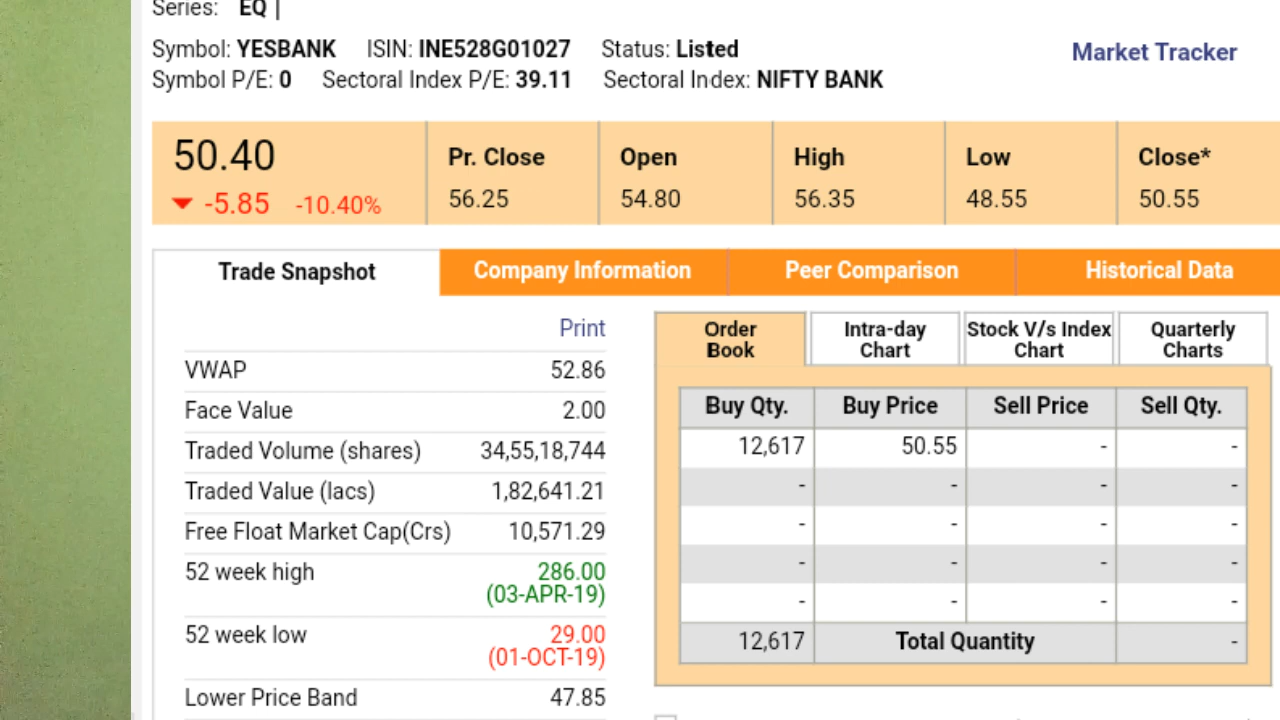 Series: EQ |
Symbol: YESBANK ISIN: INE528G01027 Status: Listed
Market Tracker
Symbol P/E: 0 Sectoral Index P/E: 39.11 Sectoral Index: NIFTY BANK
50.40
-5.85 -10.40%
Pr. Close Open High Low Close*
56.25 54.80 56.35 48.55 50.55
Trade Snapshot Company Information Peer Comparison Historical Data
Print
VWAP 52.86
Face Value 2.00
Traded Volume (shares) 34,55,18,744
Traded Value (lacs) 1,82,641.21
Free Float Market Cap(Crs) 10,571.29
52 week high 286.00
(03-APR-19)
52 week low 29.00
(01-OCT-19)
Lower Price Band 47.85
Order Intra-day Stock V/s Index Quarterly
Book Chart Chart Charts
Buy Qty. Buy Price Sell Price Sell Qty.
12,617 50.55 - -
- - - -
- - - -
- - - -
- - - -
12,617 Total Quantity -